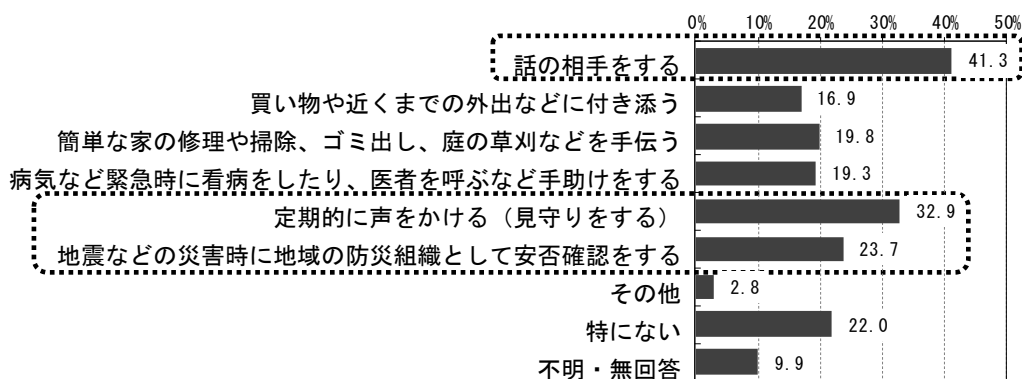 0% 10% 20% 30% 40% 50%
話の相手をする 41.3
買い物や近くまでの外出などに付き添う 16.9
簡単な家の修理や掃除、ゴミ出し、庭の草刈などを手伝う 19.8
病気など緊急時に看病をしたり、医者を呼ぶなど手助けをする 19.3
定期的に声をかける（見守りをする） 32.9
地震などの災害時に地域の防災組織として安否確認をする 23.7
その他 2.8
特にない 22.0
不明・無回答 9.9